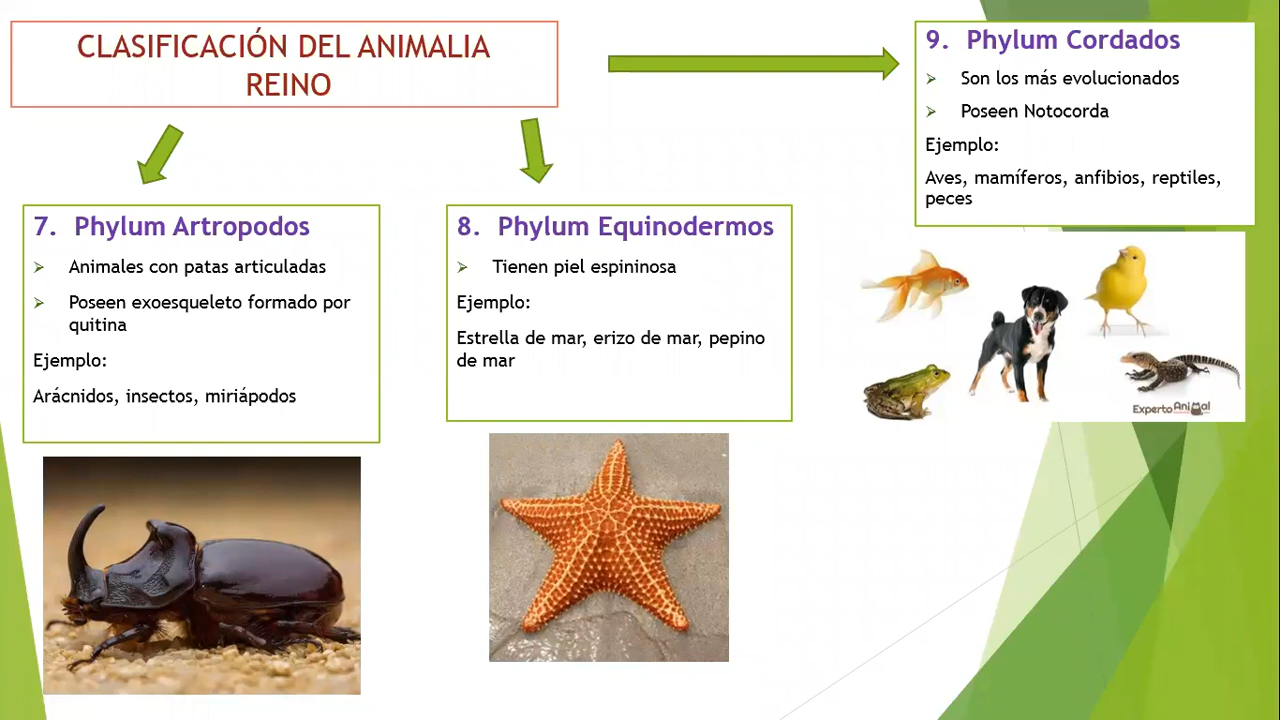 CLASIFICACIÓN DEL ANIMALIA
REINO
7. Phylum Artropodos
Animales con patas articuladas
Poseen exoesqueleto formado por
quitina
Ejemplo:
Arácnidos, insectos, miriápodos
8. Phylum Equinodermos
Tienen piel espininosa
Ejemplo:
Estrella de mar, erizo de mar, pepino
de mar
9. Phylum Cordados
Son los más evolucionados
Poseen Notocorda
Ejemplo:
Aves, mamíferos, anfibios, reptiles,
peces
Experto Animal